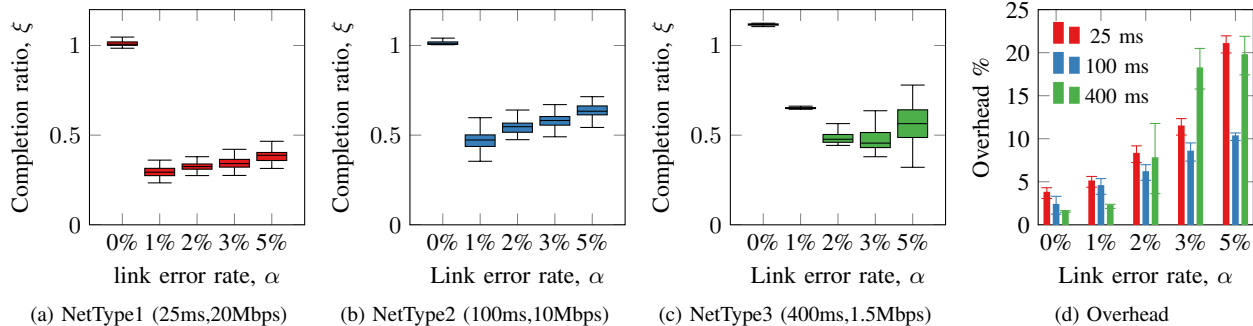 Completion ratio, ξ
1
0.5
0
0% 1% 2% 3% 5%
link error rate, α
(a) NetType1 (25ms,20Mbps)
Completion ratio, ξ
1
0.5
0
0% 1% 2% 3% 5%
Link error rate, α
(b) NetType2 (100ms,10Mbps)
Completion ratio, ξ
1
0.5
0
0% 1% 2% 3% 5%
Link error rate, α
(c) NetType3 (400ms,1.5Mbps)
Overhead %
25
20
15
10
5
0
25 ms
100 ms
400 ms
0% 1% 2% 3% 5%
Link error rate, α
(d) Overhead